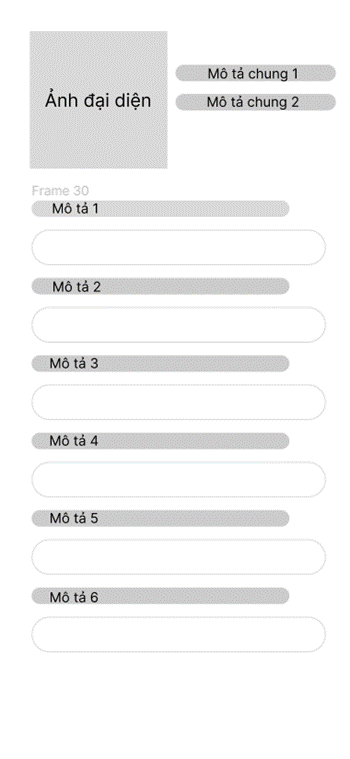 Ảnh đại diện
Mô tả chung 1
Mô tả chung 2
Frame 30
Mô tả 1
Mô tả 2
Mô tả 3
Mô tả 4
Mô tả 5
Mô tả 6